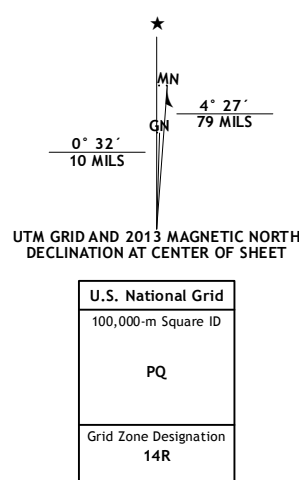 ★
MN
4° 27´
79 MILS
GN
0° 32´
10 MILS
UTM GRID AND 2013 MAGNETIC NORTH
DECLINATION AT CENTER OF SHEET
U.S. National Grid
100,000-m Square ID
PQ
Grid Zone Designation
14R